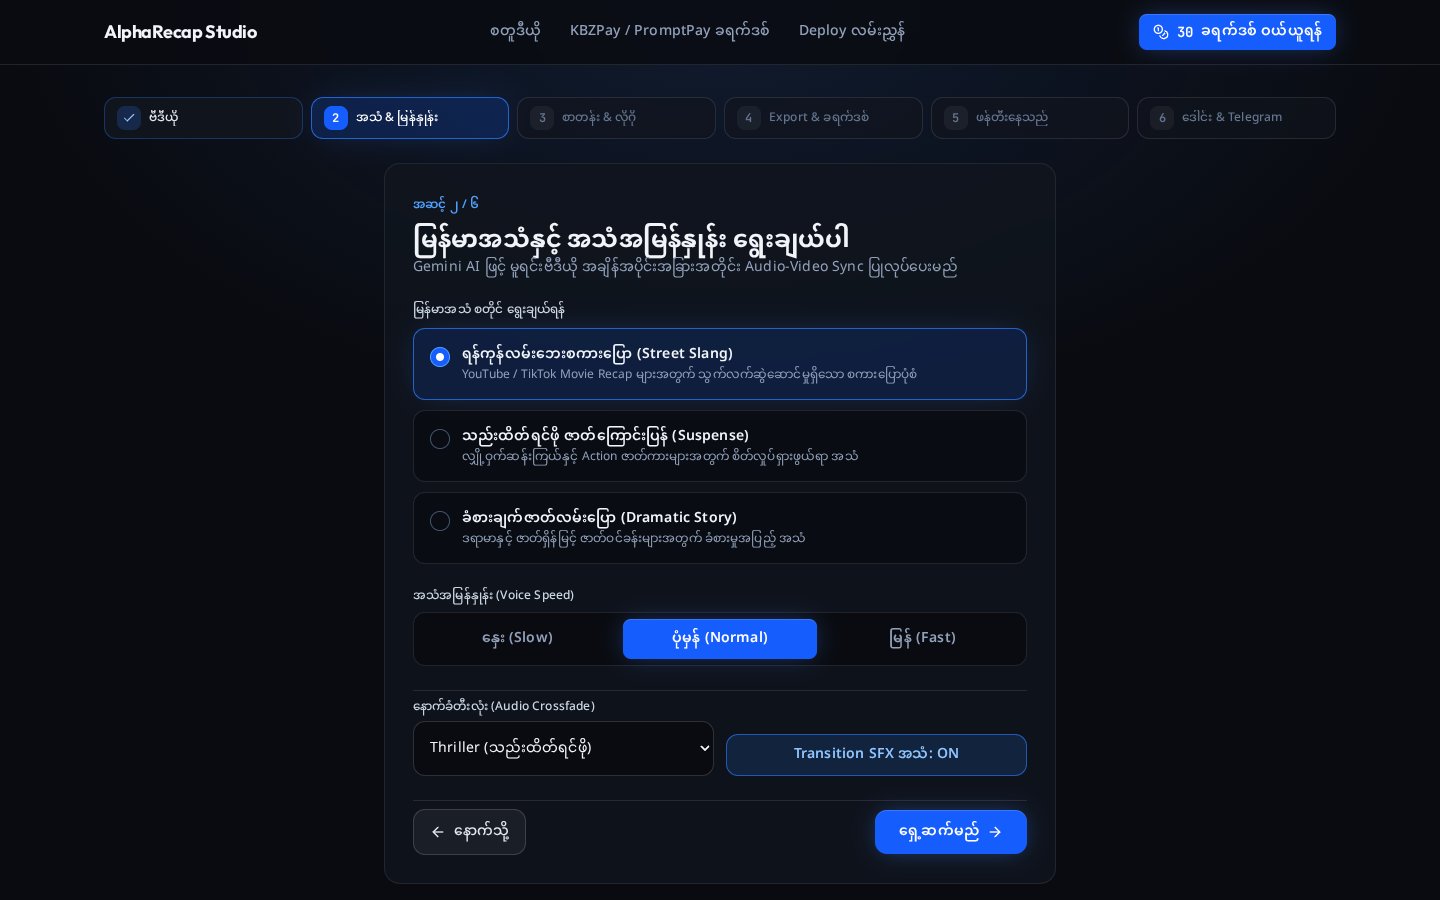 AlphaRecap Studio
စတူဒီယို
KBZPay / PromptPay ခရက်ဒစ်
Deploy လမ်းညွှန်
30 ခရက်ဒစ် ဝယ်ယူရန်
ဗီဒီယို
2 အသံ & မြန်နှုန်း
3 စာတန်း & လိုဂို
4 Export & ခရက်ဒစ်
5 ဖန်တီးနေသည်
6 ဒေါင်း & Telegram
အဆင့် ၂ / ၆
မြန်မာအသံနှင့် အသံအမြန်နှုန်း ရွေးချယ်ပါ
Gemini AI ဖြင့် မူရင်းဗီဒီယို အချိန်အပိုင်းအခြားအတိုင်း Audio-Video Sync ပြုလုပ်ပေးမည်
မြန်မာအသံ စတိုင် ရွေးချယ်ရန်
ရန်ကုန်လမ်းဘေးစကားပြော (Street Slang)
YouTube / TikTok Movie Recap များအတွက် သွက်လက်ဆွဲဆောင်မှုရှိသော စကားပြောပုံစံ
သည်းထိတ်ရင်ဖို ဇာတ်ကြောင်းပြန် (Suspense)
လျှို့ဝှက်ဆန်းကြယ်နှင့် Action ဇာတ်ကားများအတွက် စိတ်လှုပ်ရှားဖွယ်ရာ အသံ
ခံစားချက်ဇာတ်လမ်းပြော (Dramatic Story)
ဒရာမာနှင့် ဇာတ်ရှိန်မြင့် ဇာတ်ဝင်ခန်းများအတွက် ခံစားမှုအပြည့် အသံ
အသံအမြန်နှုန်း (Voice Speed)
နှေး (Slow)
ပုံမှန် (Normal)
မြန် (Fast)
နောက်ခံတီးလုံး (Audio Crossfade)
Thriller (သည်းထိတ်ရင်ဖို)
Transition SFX အသံ: ON
နောက်သို့
ရှေ့ဆက်မည်